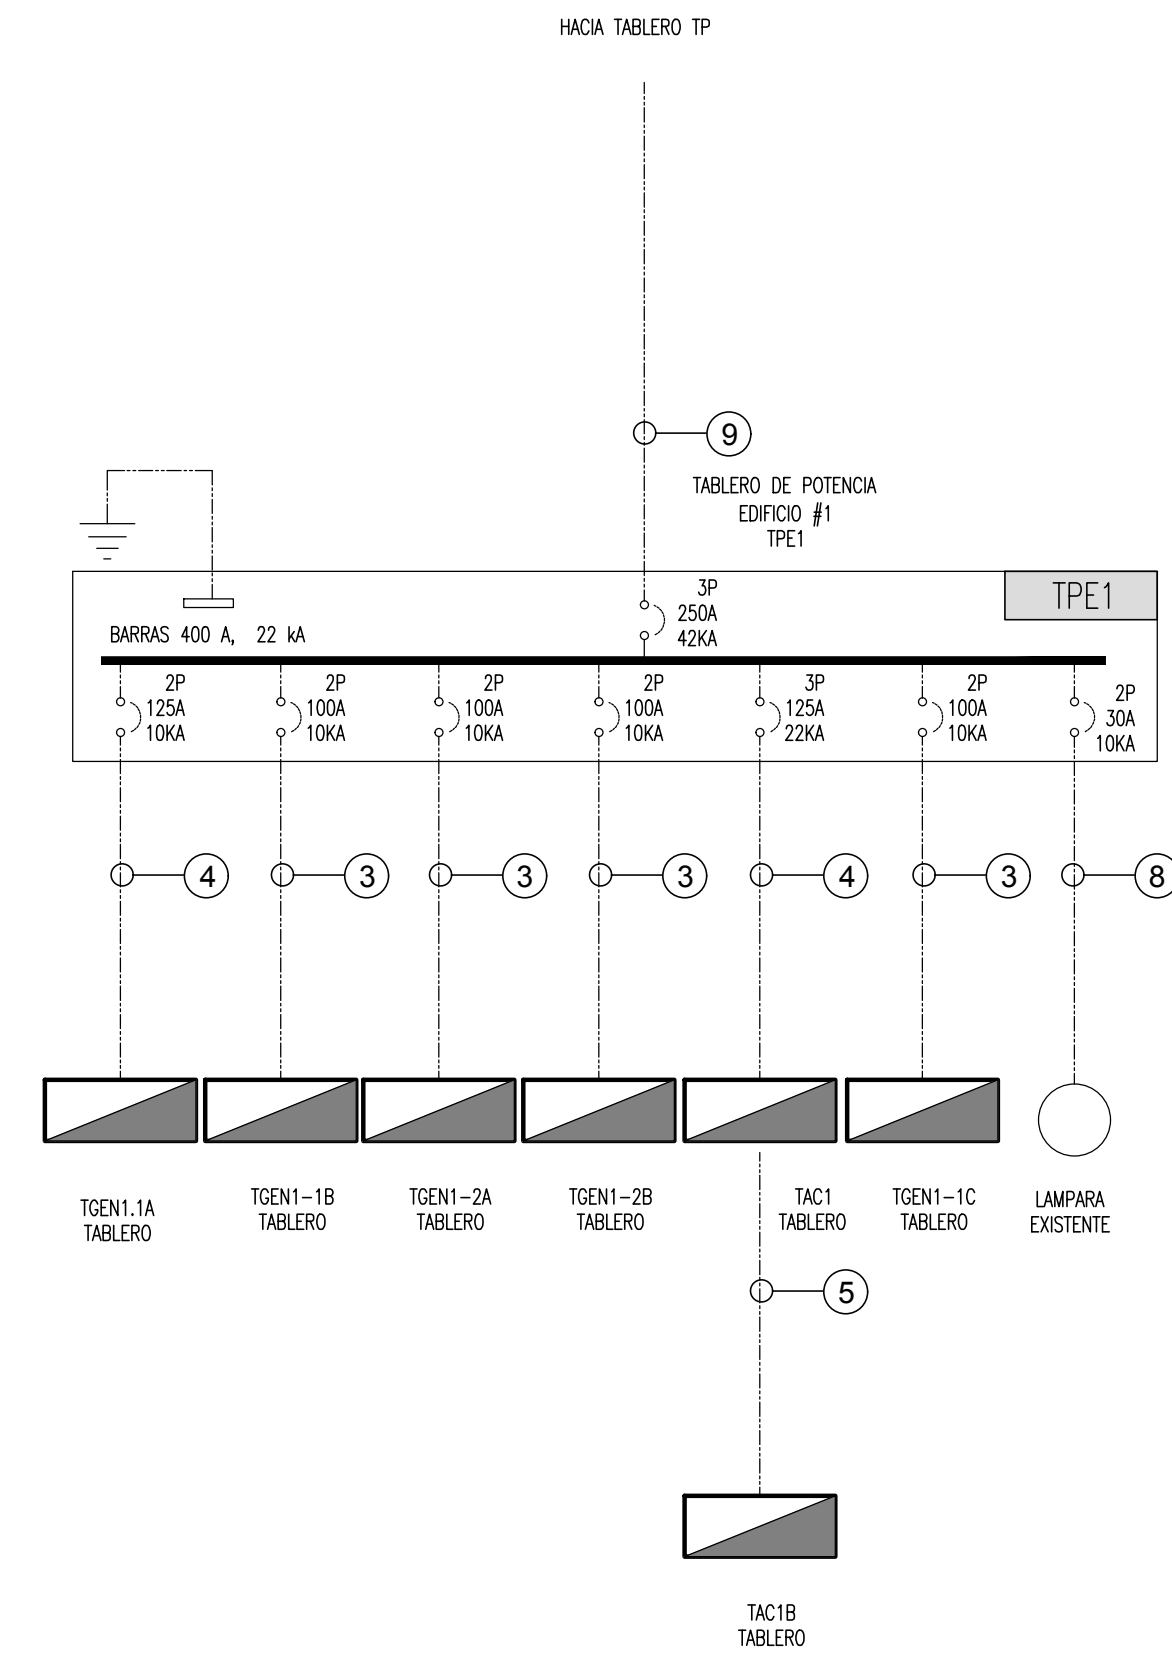 HACIA TABLERO TP
9
TABLERO DE POTENCIA
EDIFICIO #1
TPE1
TPE1
3P
250A
42KA
BARRAS 400 A, 22 kA
2P
125A
10KA
2P
100A
10KA
2P
100A
10KA
2P
100A
10KA
3P
125A
22KA
2P
100A
10KA
2P
30A
10KA
4
3
3
3
4
3
8
TGEN1.1A
TABLERO
TGEN1-1B
TABLERO
TGEN1-2A
TABLERO
TGEN1-2B
TABLERO
TAC1
TABLERO
TGEN1-1C
TABLERO
LAMPARA
EXISTENTE
5
TAC1B
TABLERO